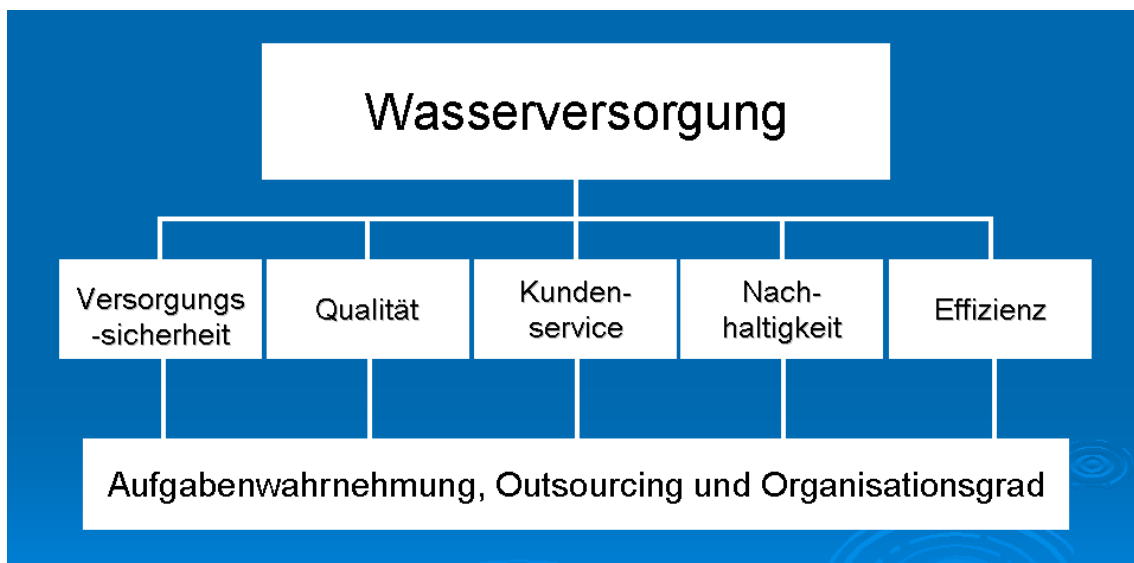 Wasserversorgung
Versorgungs
-sicherheit
Qualität
Kunden-
service
Nach-
haltigkeit
Effizienz
Aufgabenwahrnehmung, Outsourcing und Organisationsgrad